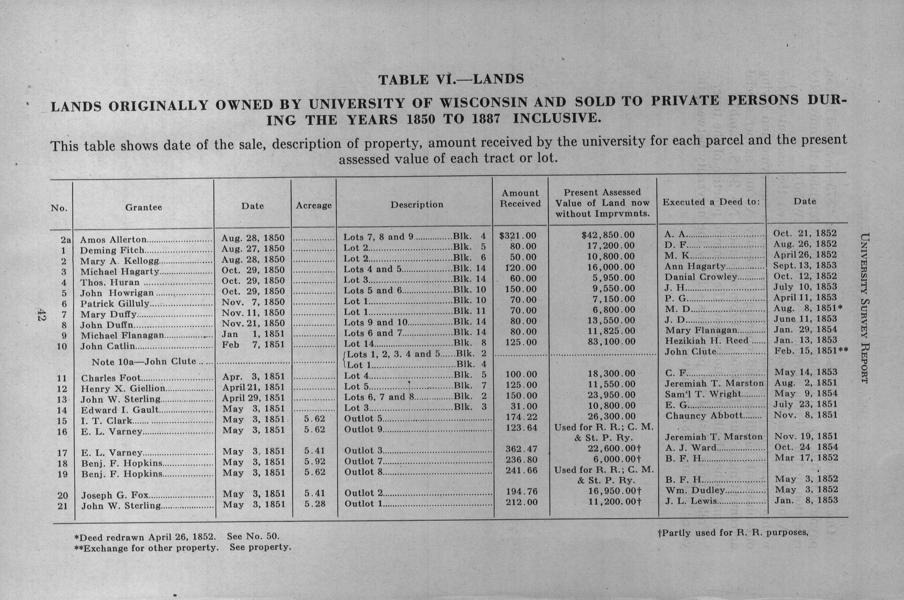 TABLE VI.—LANDS
LANDS ORIGINALLY OWNED BY UNIVERSITY OF WISCONSIN AND SOLD TO PRIVATE PERSONS DUR-
ING THE YEARS 1850 TO 1887 INCLUSIVE.
This table shows date of the sale, description of property, amount received by the university for each parcel and the present
assessed value of each tract or lot.
No. Grantee Date Acreage Description Amount Received Present Assessed Value of Land now without Imprvmnts. Executed a Deed to: Date
2a Amos Allerton Aug. 28, 1850 Lots 7, 8 and 9 Blk. 4 $321.00 $42,850.00 A. A. Oct. 21, 1852
1 Deming Fitch Aug. 27, 1850 Lot 2 Blk. 5 80.00 17,200.00 D. F. Aug. 26, 1852
2 Mary A. Kellogg Aug. 28, 1850 Lot 2 Blk. 6 50.00 10,800.00 M. K. April 26, 1852
3 Michael Hagarty Oct. 29, 1850 Lots 4 and 5 Blk. 14 120.00 16,000.00 Ann Hagarty Sept. 13, 1853
4 Thos. Huran Oct. 29, 1850 Lot 3 Blk. 14 60.00 5,950.00 Danial Crowley Oct. 12, 1852
5 John Howrigan Oct. 29, 1850 Lots 5 and 6 Blk. 10 150.00 9,550.00 J. H. July 10, 1853
6 Patrick Gilluly Nov. 7, 1850 Lot 1 Blk. 10 70.00 7,150.00 P. G. April 11, 1853
7 Mary Duffy Nov. 11, 1850 Lot 1 Blk. 11 70.00 6,800.00 M. D. Aug. 8, 1851*
8 John Duffn Nov. 21, 1850 Lots 9 and 10 Blk. 14 80.00 13,550.00 J. D. June 11, 1853
9 Michael Flanagan Jan 1, 1851 Lots 6 and 7 Blk. 14 80.00 11,825.00 Mary Flanagan Jan. 29, 1854
10 John Catlin Feb 7, 1851 Lot 14 Blk. 8 125.00 83,100.00 Hezikiah H. Reed Jan. 13, 1853
Note 10a—John Clute Lots 1, 2, 3. 4 and 5 Blk. 2 John Clute Feb. 15, 1851**
Lot 1 Blk. 4
11 Charles Foot Apr. 3, 1851 Lot 4 Blk. 5 100.00 18,300.00 C. F. May 14, 1853
12 Henry X. Giellion April 21, 1851 Lot 5 Blk. 7 125.00 11,550.00 Jeremiah T. Marston Aug. 2, 1851
13 John W. Sterling April 29, 1851 Lots 6, 7 and 8 Blk. 2 150.00 23,950.00 Sam'l T. Wright May 9, 1854
14 Edward I. Gault May 3, 1851 Lot 3 Blk. 3 31.00 10,800.00 E. G. July 23, 1851
15 I. T. Clark May 3, 1851 5.62 Outlot 5 174.22 26,300.00 Chauncy Abbott Nov. 8, 1851
16 E. L. Varney May 3, 1851 5.62 Outlot 9 123.64 Used for R. R.; C. M.
& St. P. Ry. Jeremiah T. Marston Nov. 19, 1851
17 E. L. Varney May 3, 1851 5.41 Outlot 3 362.47 22,600.00† A. J. Ward Oct. 24 1854
18 Benj. F. Hopkins May 3, 1851 5.92 Outlot 7 236.80 6,000.00† B. F. H. Mar 17, 1852
19 Benj. F. Hopkins May 3, 1851 5.62 Outlot 8 241.66 Used for R. R.; C. M.
& St. P. Ry. B. F. H. May 3, 1852
20 Joseph G. Fox May 3, 1851 5.41 Outlot 2 194.76 16,950.00† Wm. Dudley May 3, 1852
21 John W. Sterling May 3, 1851 5.28 Outlot 1 212.00 11,200.00† J. L. Lewis Jan. 8, 1853
*Deed redrawn April 26, 1852. See No. 50. †Partly used for R. R. purposes,
**Exchange for other property. See property.
42
UNIVERSITY SURVEY REPORT